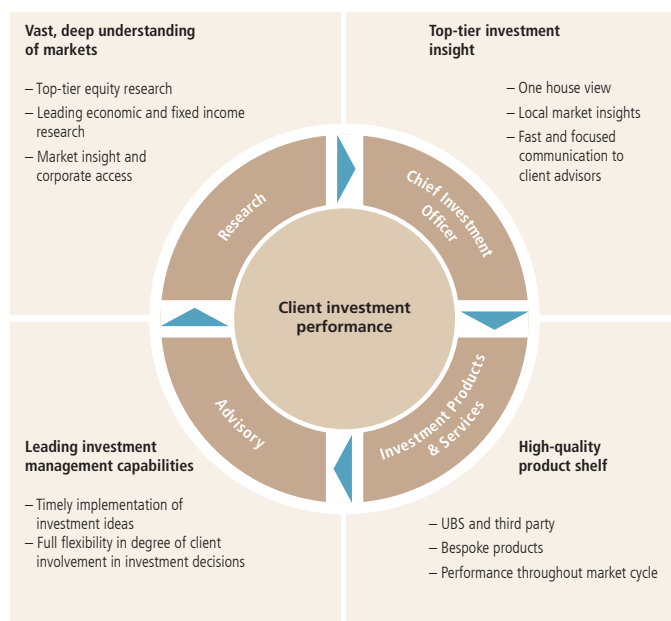 Vast, deep understanding
of markets
– Top-tier equity research
– Leading economic and fixed income
research
– Market insight and
corporate access
Top-tier investment
insight
– One house view
– Local market insights
– Fast and focused
communication to
client advisors
Research
Chief Investment
Officer
Client investment
performance
Advisory
Investment Products
& Services
Leading investment
management capabilities
– Timely implementation of
investment ideas
– Full flexibility in degree of client
involvement in investment decisions
High-quality
product shelf
– UBS and third party
– Bespoke products
– Performance throughout market cycle